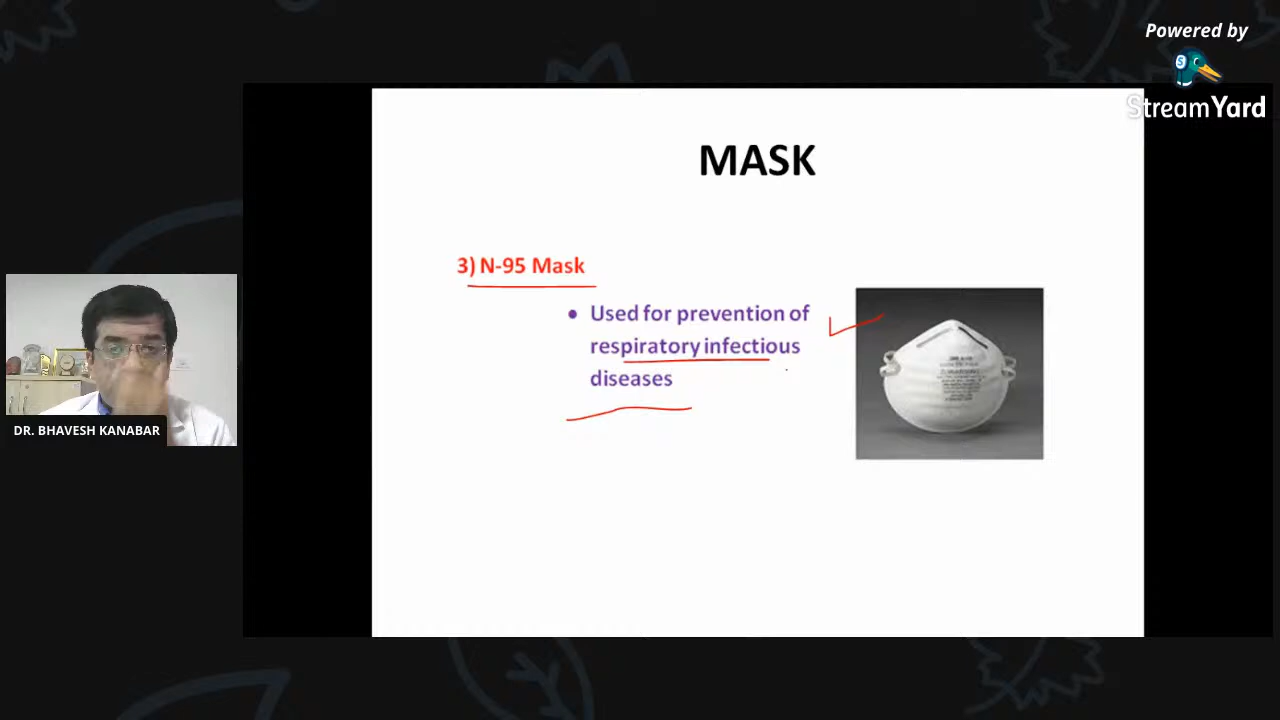 Powered by
StreamYard
MASK
3) N-95 Mask
• Used for prevention of
respiratory infectious
diseases
DR. BHAVESH KANABAR